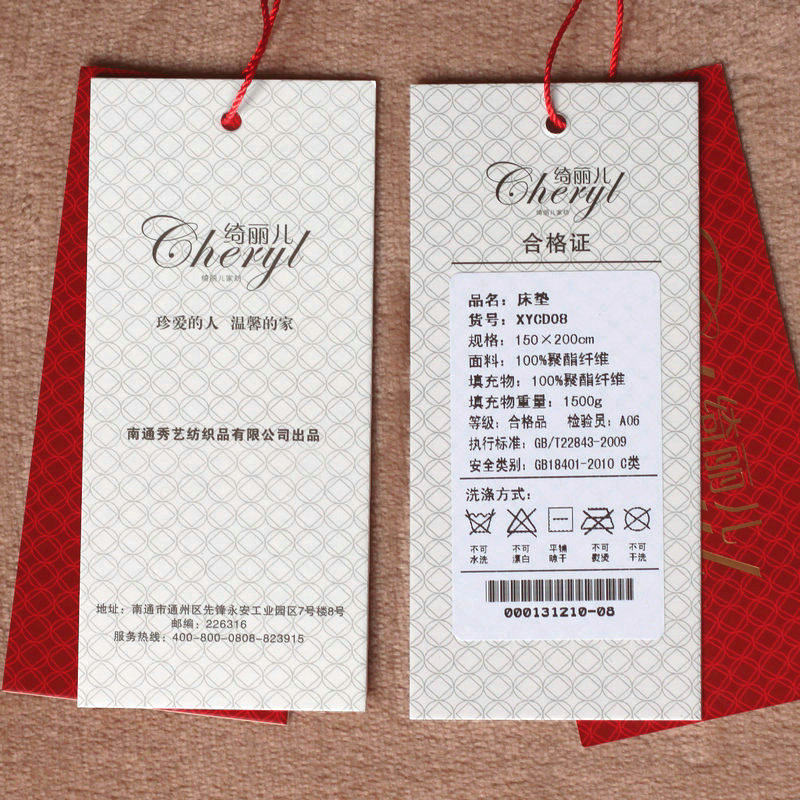 绮丽儿
Cheryl
绮丽儿家纺
珍爱的人 温馨的家
南通秀艺纺织品有限公司出品
地址：南通市通州区先锋永安工业园区7号楼8号
邮编：226316
服务热线：400-800-0808-823915
绮丽儿
Cheryl
绮丽儿家纺
合格证
品名：床垫
货号：XYCD08
规格：150×200cm
面料：100%聚酯纤维
填充物：100%聚酯纤维
填充物重量：1500g
等级：合格品 检验员：A06
执行标准：GB/T22843-2009
安全类别：GB18401-2010 C类
洗涤方式：
不可 不可 平铺 不可 不可
水洗 漂白 晾干 熨烫 干洗
000131210-08
绮丽儿